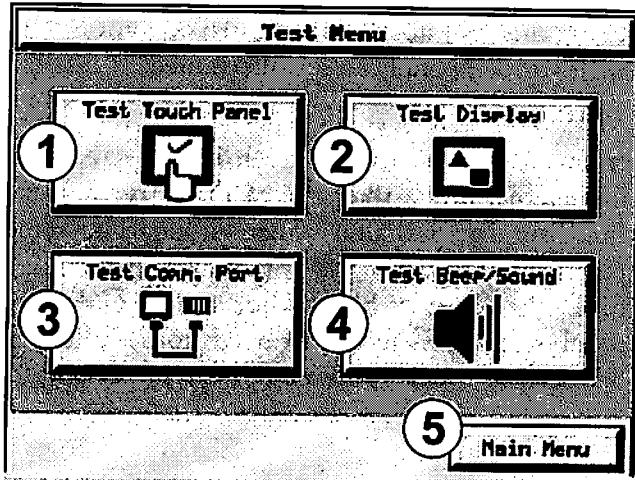 Test Menu
Test Touch Panel
1
Test Display
2
Test Comm. Port
3
Test Beep/Sound
4
5
Main Menu